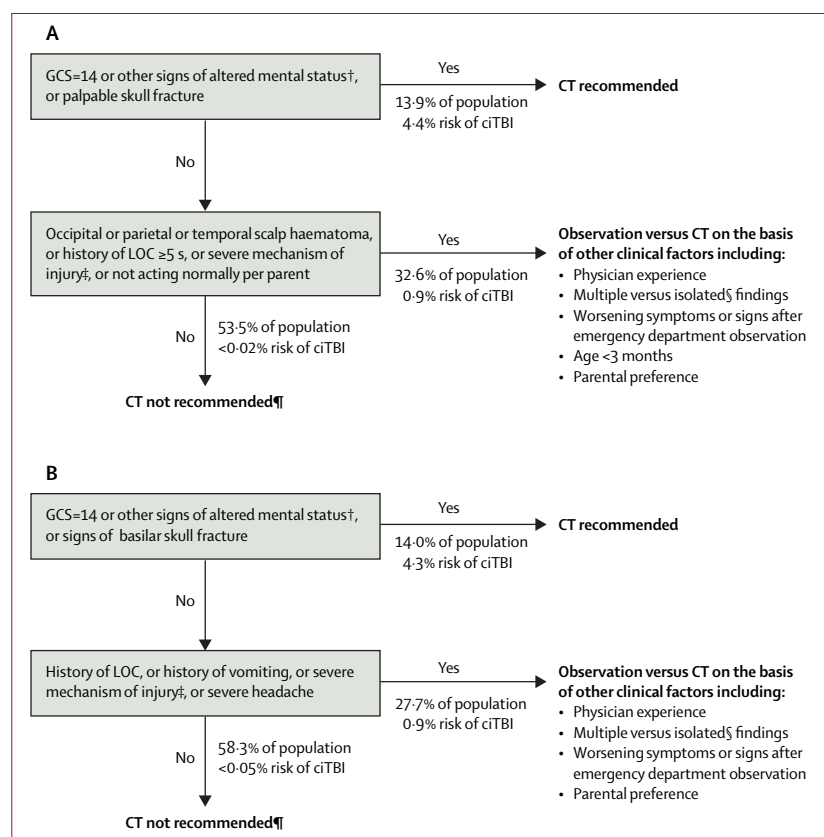 A
GCS=14 or other signs of altered mental status†,
or palpable skull fracture
Yes
13·9% of population
4·4% risk of ciTBI
CT recommended
No
Occipital or parietal or temporal scalp haematoma,
or history of LOC ≥5 s, or severe mechanism of
injury‡, or not acting normally per parent
Yes
32·6% of population
0·9% risk of ciTBI
Observation versus CT on the basis
of other clinical factors including:
• Physician experience
• Multiple versus isolated§ findings
• Worsening symptoms or signs after
emergency department observation
• Age <3 months
• Parental preference
No
53·5% of population
<0·02% risk of ciTBI
CT not recommended¶
B
GCS=14 or other signs of altered mental status†,
or signs of basilar skull fracture
Yes
14·0% of population
4·3% risk of ciTBI
CT recommended
No
History of LOC, or history of vomiting, or severe
mechanism of injury‡, or severe headache
Yes
27·7% of population
0·9% risk of ciTBI
Observation versus CT on the basis
of other clinical factors including:
• Physician experience
• Multiple versus isolated§ findings
• Worsening symptoms or signs after
emergency department observation
• Parental preference
No
58·3% of population
<0·05% risk of ciTBI
CT not recommended¶